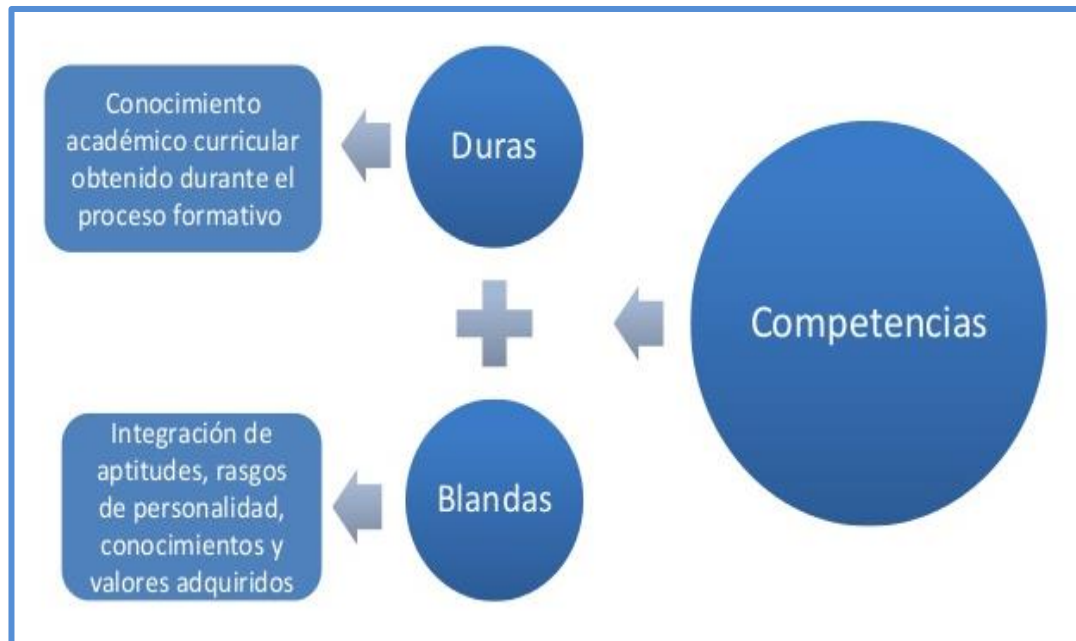 Conocimiento
académico curricular
obtenido durante el
proceso formativo
Duras
Competencias
Integración de
aptitudes, rasgos
de personalidad,
conocimientos y
valores adquiridos
Blandas